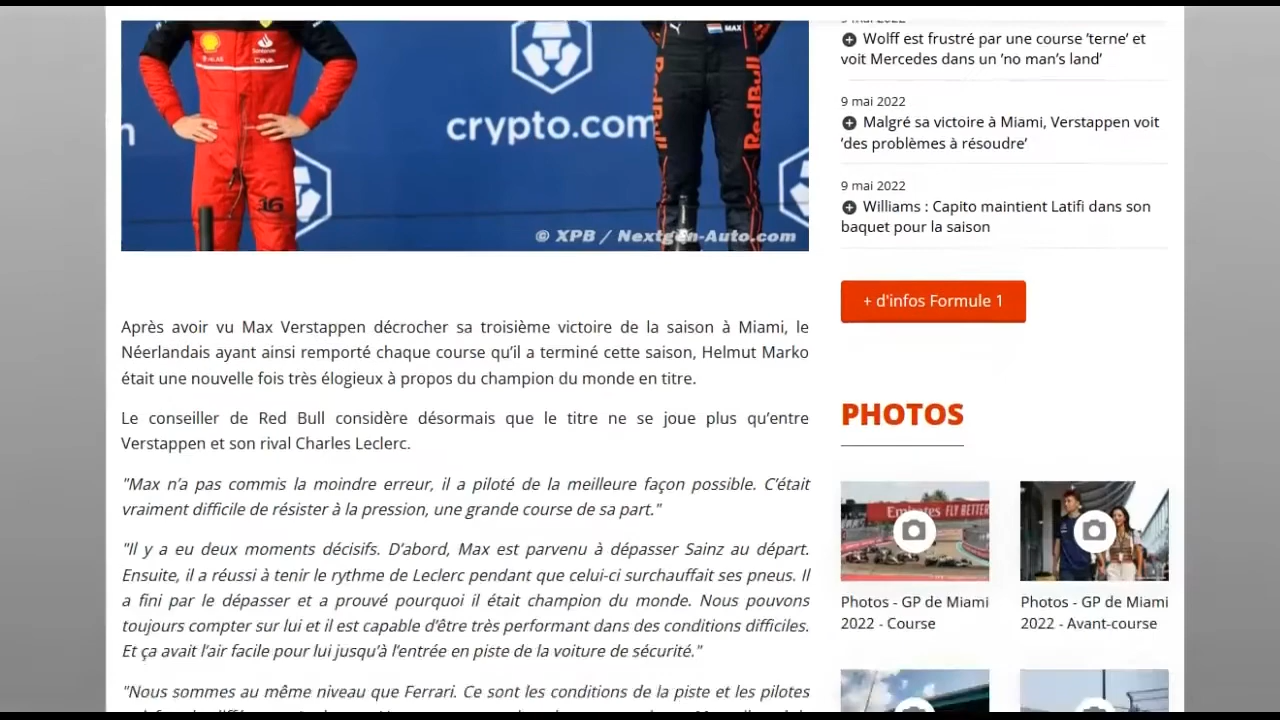 MAX
Santander
RedBull
RedBull
crypto.com
16
© XPB / Nextgen-Auto.com
Après avoir vu Max Verstappen décrocher sa troisième victoire de la saison à Miami, le
Néerlandais ayant ainsi remporté chaque course qu’il a terminé cette saison, Helmut Marko
était une nouvelle fois très élogieux à propos du champion du monde en titre.
Le conseiller de Red Bull considère désormais que le titre ne se joue plus qu’entre
Verstappen et son rival Charles Leclerc.
"Max n’a pas commis la moindre erreur, il a piloté de la meilleure façon possible. C’était
vraiment difficile de résister à la pression, une grande course de sa part."
"Il y a eu deux moments décisifs. D’abord, Max est parvenu à dépasser Sainz au départ.
Ensuite, il a réussi à tenir le rythme de Leclerc pendant que celui-ci surchauffait ses pneus. Il
a fini par le dépasser et a prouvé pourquoi il était champion du monde. Nous pouvons
toujours compter sur lui et il est capable d’être très performant dans des conditions difficiles.
Et ça avait l’air facile pour lui jusqu’à l’entrée en piste de la voiture de sécurité."
"Nous sommes au même niveau que Ferrari. Ce sont les conditions de la piste et les pilotes
9 mai 2022
Wolff est frustré par une course ’terne’ et
voit Mercedes dans un ’no man’s land’
9 mai 2022
Malgré sa victoire à Miami, Verstappen voit
’des problèmes à résoudre’
9 mai 2022
Williams : Capito maintient Latifi dans son
baquet pour la saison
+ d'infos Formule 1
PHOTOS
Emirates FLY BETTER
Photos - GP de Miami
2022 - Course
Photos - GP de Miami
2022 - Avant-course